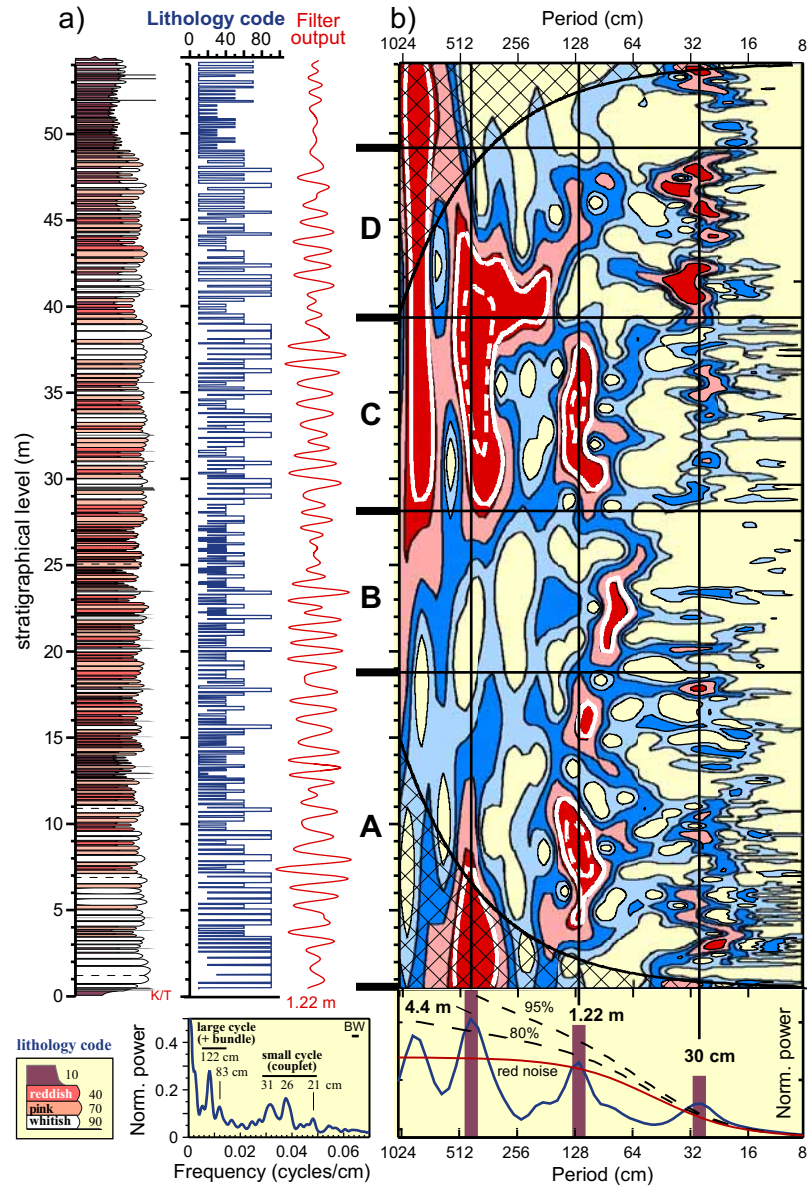 a)
Lithology code
0 40 80
Filter
output
b)
Period (cm)
1024 512 256 128 64 32 16 8
stratigraphical level (m)
50
45
40
35
30
25
20
15
10
5
0
K/T
1.22 m
D
C
B
A
lithology code
10
reddish 40
pink 70
whitish 90
Norm. power
0.4
0.2
0
large cycle
(+ bundle)
122 cm
83 cm
small cycle
(couplet)
31 26 21 cm
BW
0 0.02 0.04 0.06
Frequency (cycles/cm)
Norm. power
4.4 m
95%
80%
1.22 m
red noise
30 cm
Norm. power
1024 512 256 128 64 32 16 8
Period (cm)